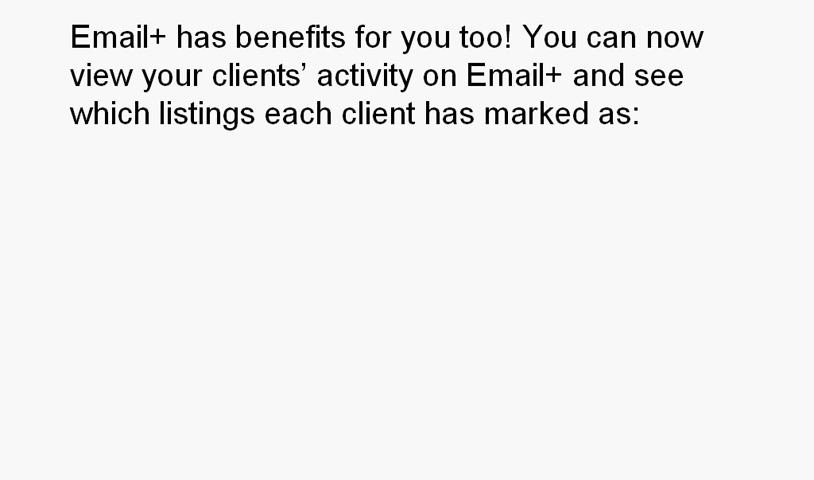 Email+ has benefits for you too! You can now
view your clients’ activity on Email+ and see
which listings each client has marked as: